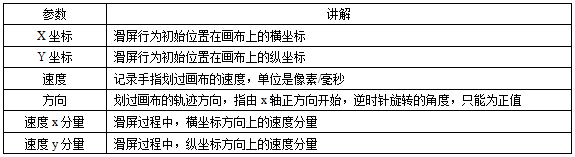 参数 讲解
X 坐标 滑屏行为初始位置在画布上的横坐标
Y 坐标 滑屏行为初始位置在画布上的纵坐标
速度 记录手指划过画布的速度，单位是像素/毫秒
方向 划过画布的轨迹方向，指由 x 轴正方向开始，逆时针旋转的角度，只能为正值
速度 x 分量 滑屏过程中，横坐标方向上的速度分量
速度 y 分量 滑屏过程中，纵坐标方向上的速度分量